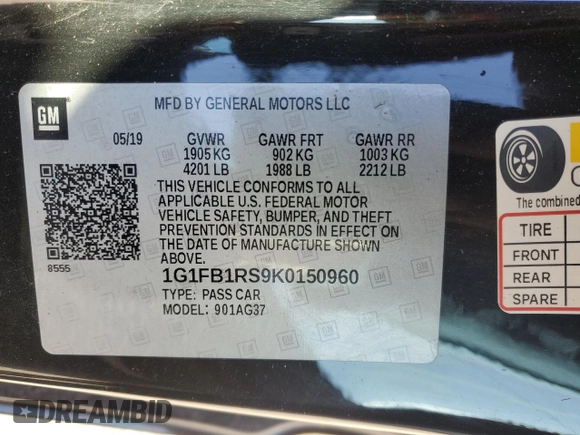 GM
MFD BY GENERAL MOTORS LLC
05/19 GVWR GAWR FRT GAWR RR
1905 KG 902 KG 1003 KG
4201 LB 1988 LB 2212 LB
THIS VEHICLE CONFORMS TO ALL
APPLICABLE U.S. FEDERAL MOTOR
VEHICLE SAFETY, BUMPER, AND THEFT
PREVENTION STANDARDS IN EFFECT ON
THE DATE OF MANUFACTURE SHOWN
ABOVE.
8555
1G1FB1RS9K0150960
TYPE: PASS CAR
MODEL: 901AG37
The combined
TIRE
FRONT
REAR
SPARE
DREAMBID